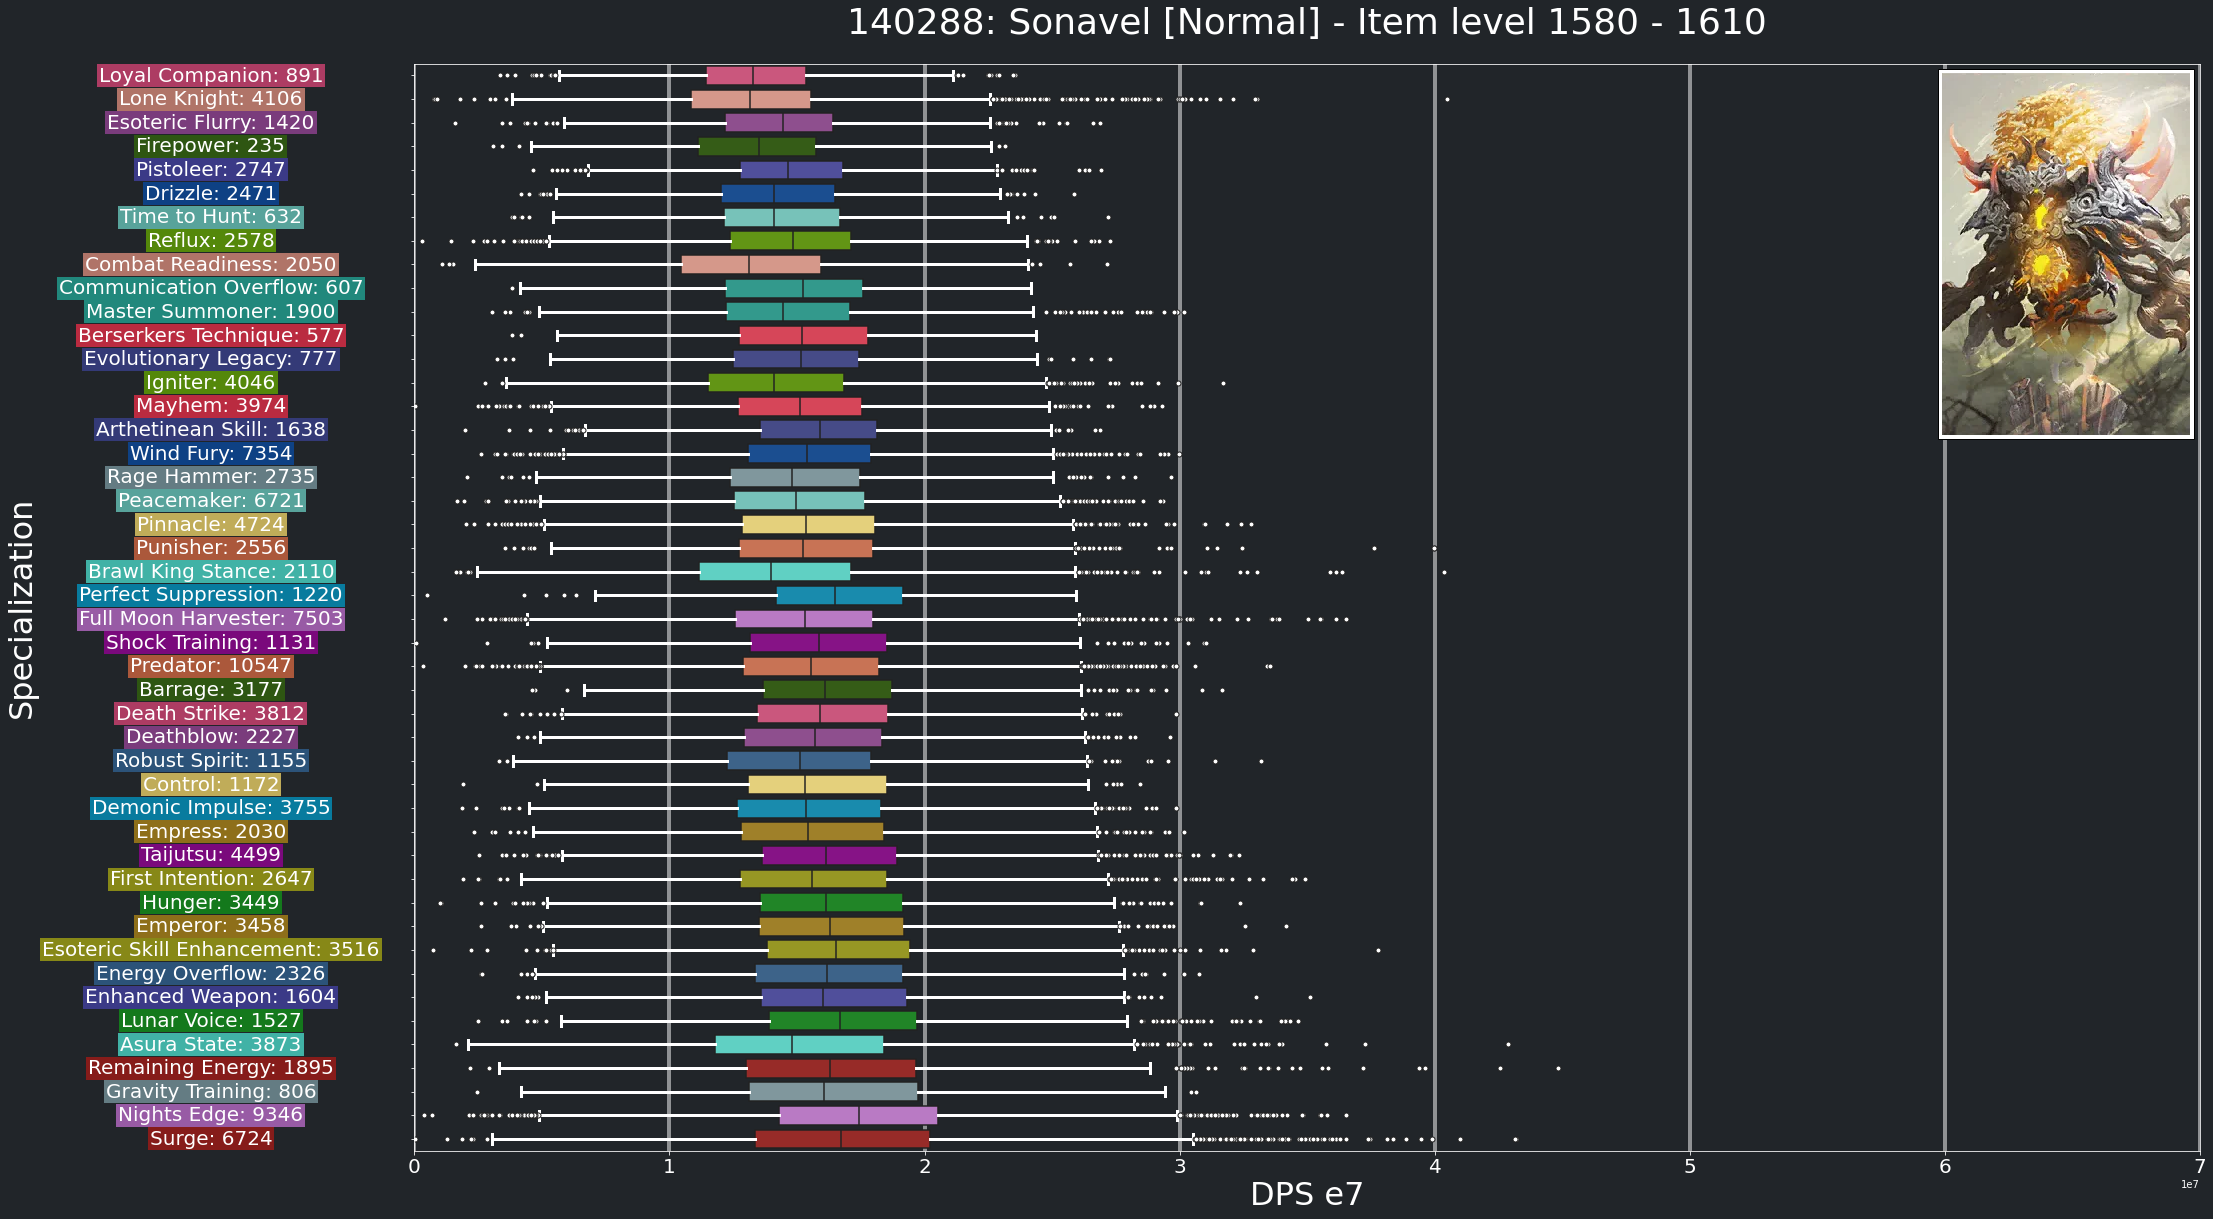 140288: Sonavel [Normal] - Item level 1580 - 1610
Loyal Companion: 891
Lone Knight: 4106
Esoteric Flurry: 1420
Firepower: 235
Pistoleer: 2747
Drizzle: 2471
Time to Hunt: 632
Reflux: 2578
Combat Readiness: 2050
Communication Overflow: 607
Master Summoner: 1900
Berserkers Technique: 577
Evolutionary Legacy: 777
Igniter: 4046
Mayhem: 3974
Arthetinean Skill: 1638
Wind Fury: 7354
Rage Hammer: 2735
Peacemaker: 6721
Pinnacle: 4724
Punisher: 2556
Brawl King Stance: 2110
Perfect Suppression: 1220
Full Moon Harvester: 7503
Shock Training: 1131
Predator: 10547
Barrage: 3177
Death Strike: 3812
Deathblow: 2227
Robust Spirit: 1155
Control: 1172
Demonic Impulse: 3755
Empress: 2030
Taijutsu: 4499
First Intention: 2647
Hunger: 3449
Emperor: 3458
Esoteric Skill Enhancement: 3516
Energy Overflow: 2326
Enhanced Weapon: 1604
Lunar Voice: 1527
Asura State: 3873
Remaining Energy: 1895
Gravity Training: 806
Nights Edge: 9346
Surge: 6724
Specialization
0 1 2 3 4 5 6 7
1e7
DPS e7